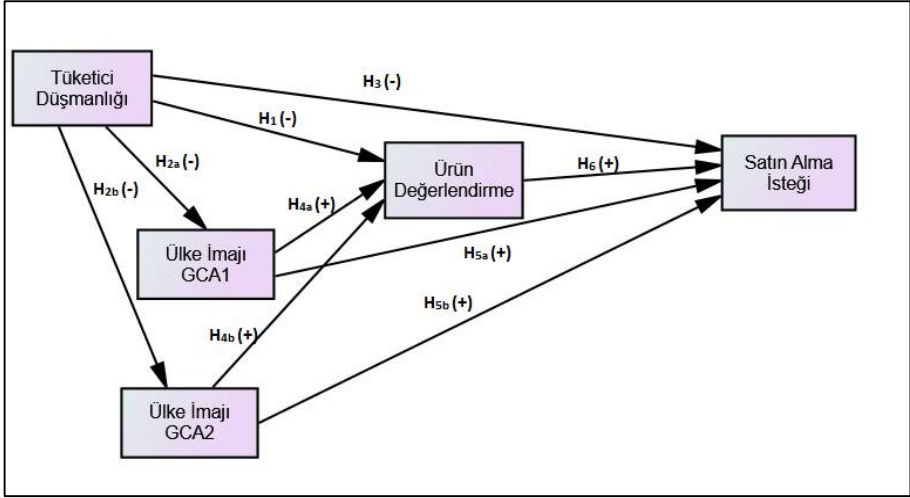 Tüketici
Düşmanlığı
H3 (-)
H1 (-)
H2a (-)
H2b (-)
Ürün
Değerlendirme
H6 (+)
Satın Alma
İsteği
H4a (+)
Ülke İmajı
GCA1
H5a (+)
H5b (+)
H4b (+)
Ülke İmajı
GCA2